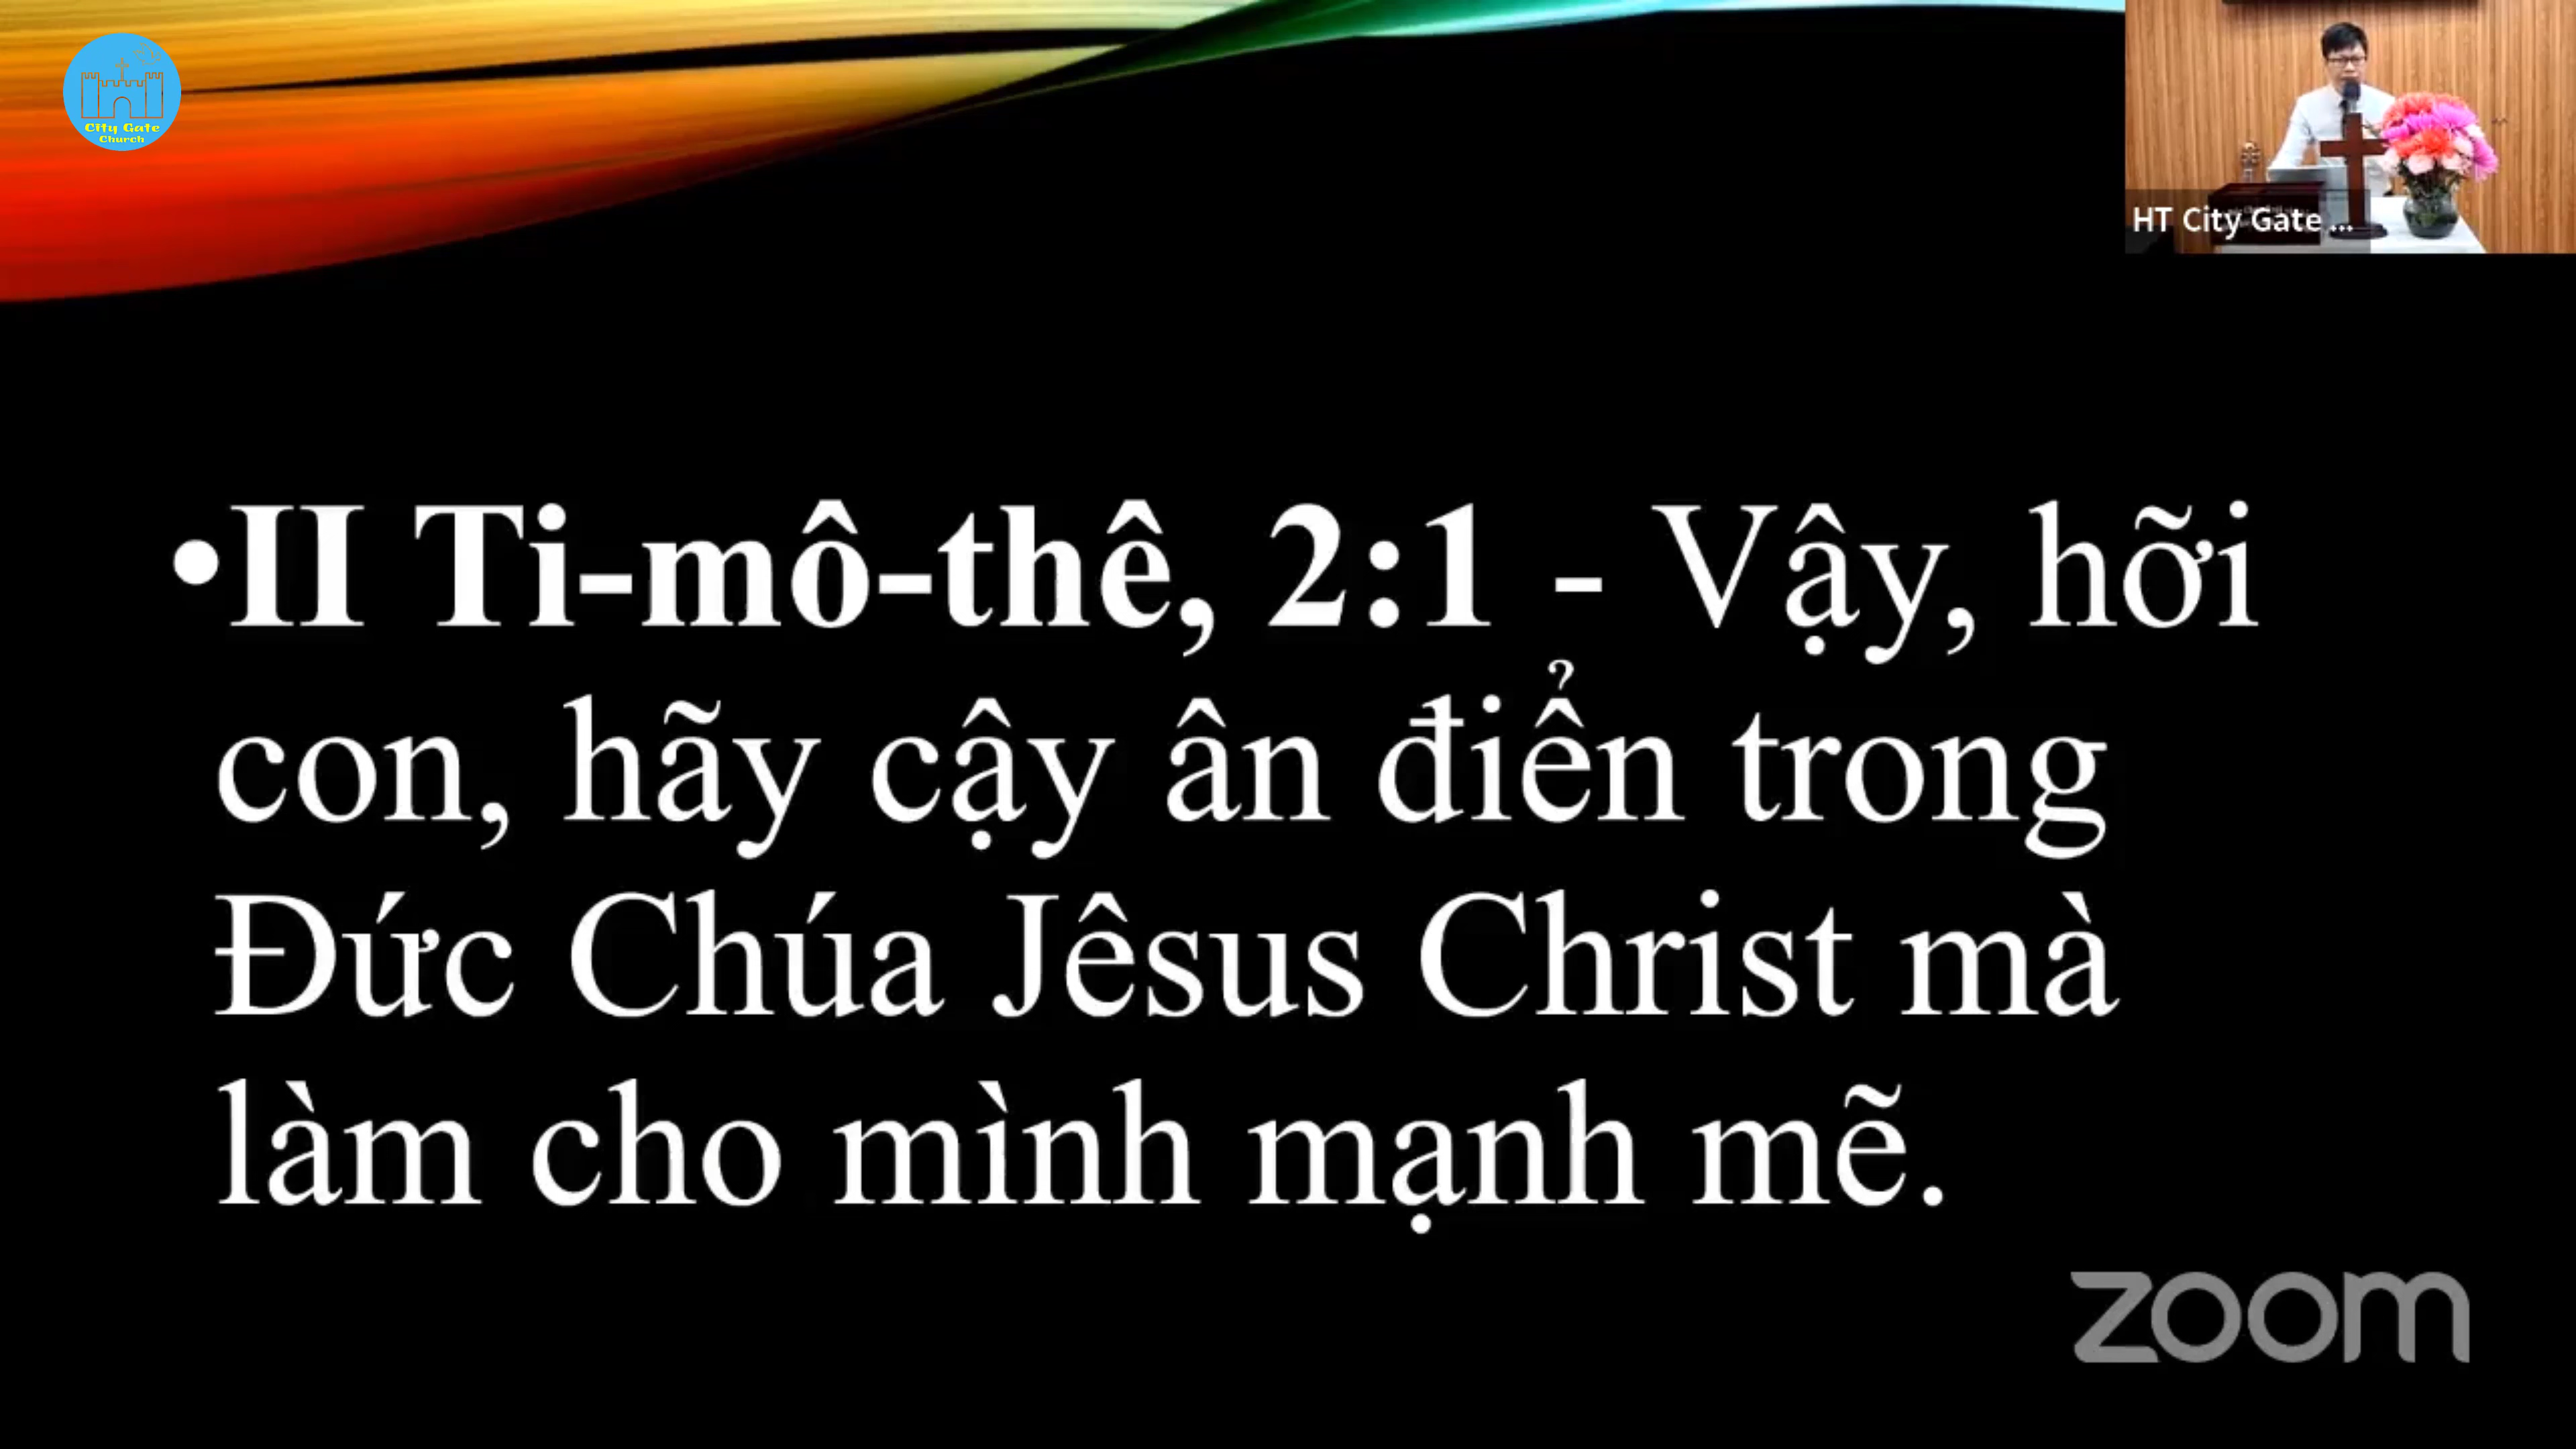 City Gate
Church
HT City Gate ...
•II Ti-mô-thê, 2:1 - Vậy, hỡi
con, hãy cậy ân điển trong
Đức Chúa Jêsus Christ mà
làm cho mình mạnh mẽ.
zoom